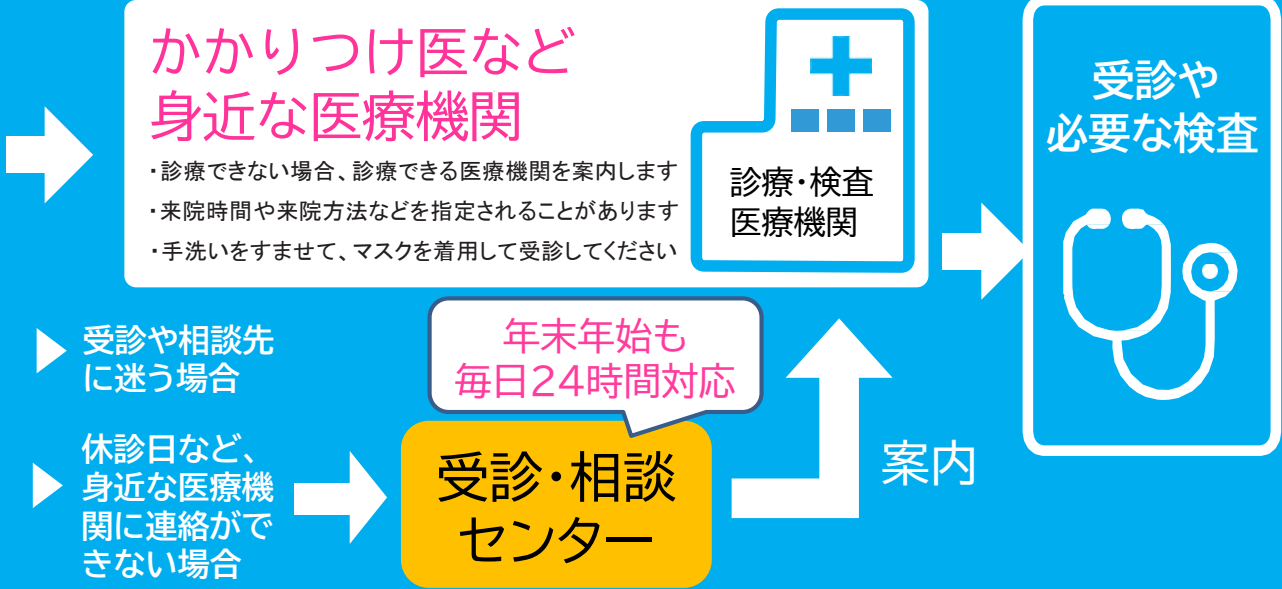 かかりつけ医など
身近な医療機関
・診療できない場合、診療できる医療機関を案内します
・来院時間や来院方法などを指定されることがあります
・手洗いをすませて、マスクを着用して受診してください
診療・検査
医療機関
受診や
必要な検査
受診や相談先
に迷う場合
休診日など、
身近な医療機
関に連絡がで
きない場合
年末年始も
毎日24時間対応
受診・相談
センター
案内